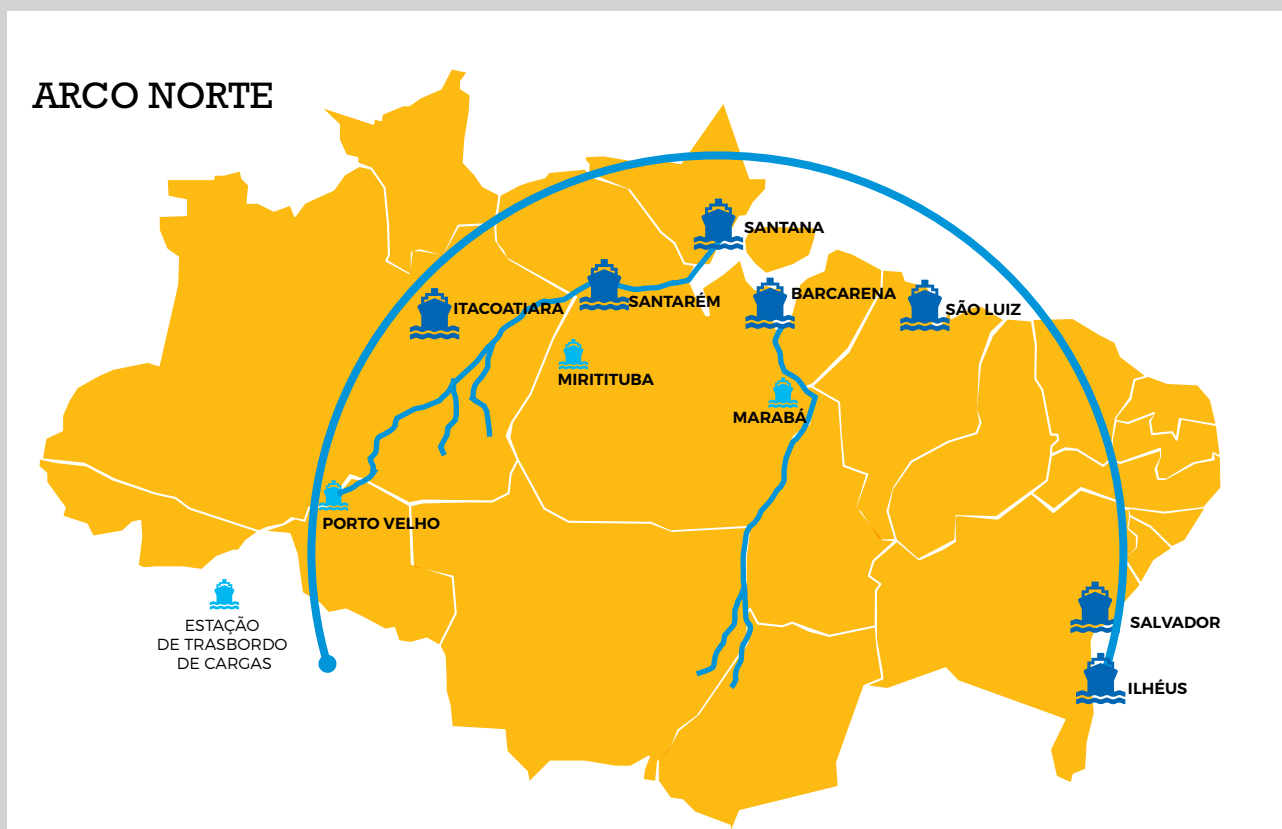 ARCO NORTE
SANTANA
BARCARENA
SANTARÉM
ITACOATIARA
SÃO LUIZ
MIRITITUBA
MARABÁ
PORTO VELHO
ESTAÇÃO
DE TRASBORDO
DE CARGAS
SALVADOR
ILHÉUS